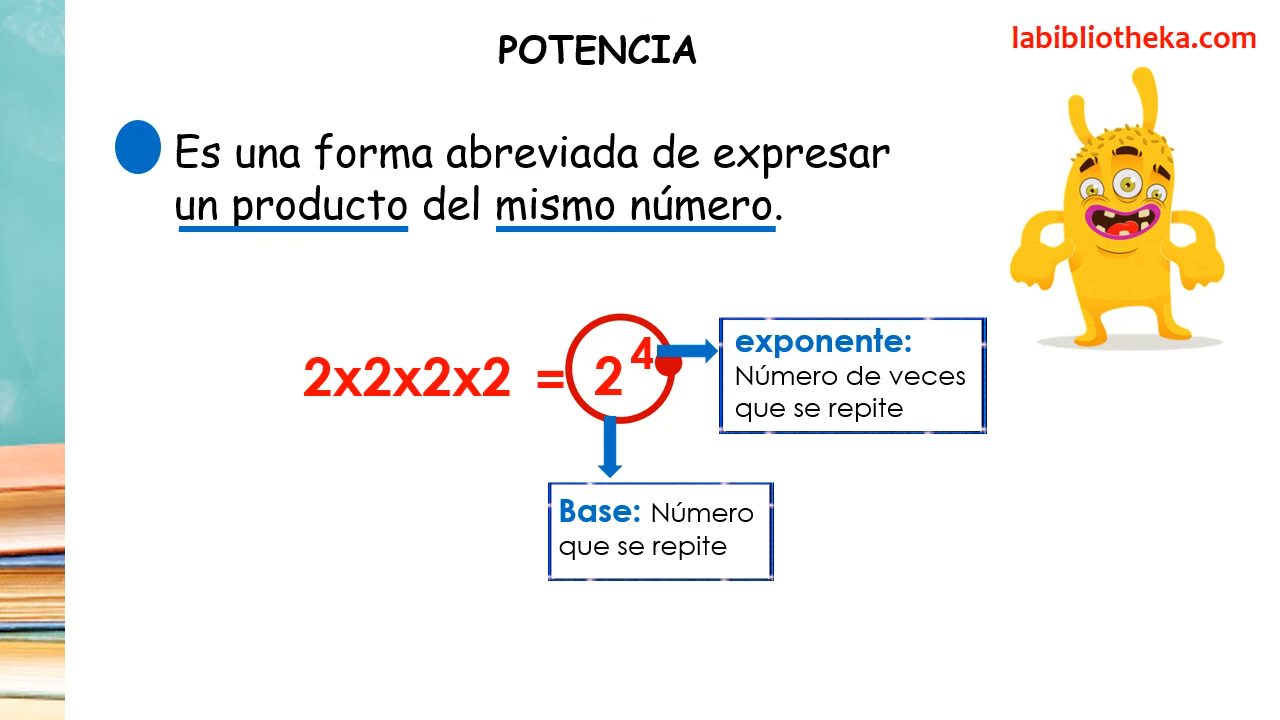 POTENCIA
labibliotheka.com
Es una forma abreviada de expresar
un producto del mismo número.
2x2x2x2 = 2⁴
exponente:
Número de veces
que se repite
Base: Número
que se repite